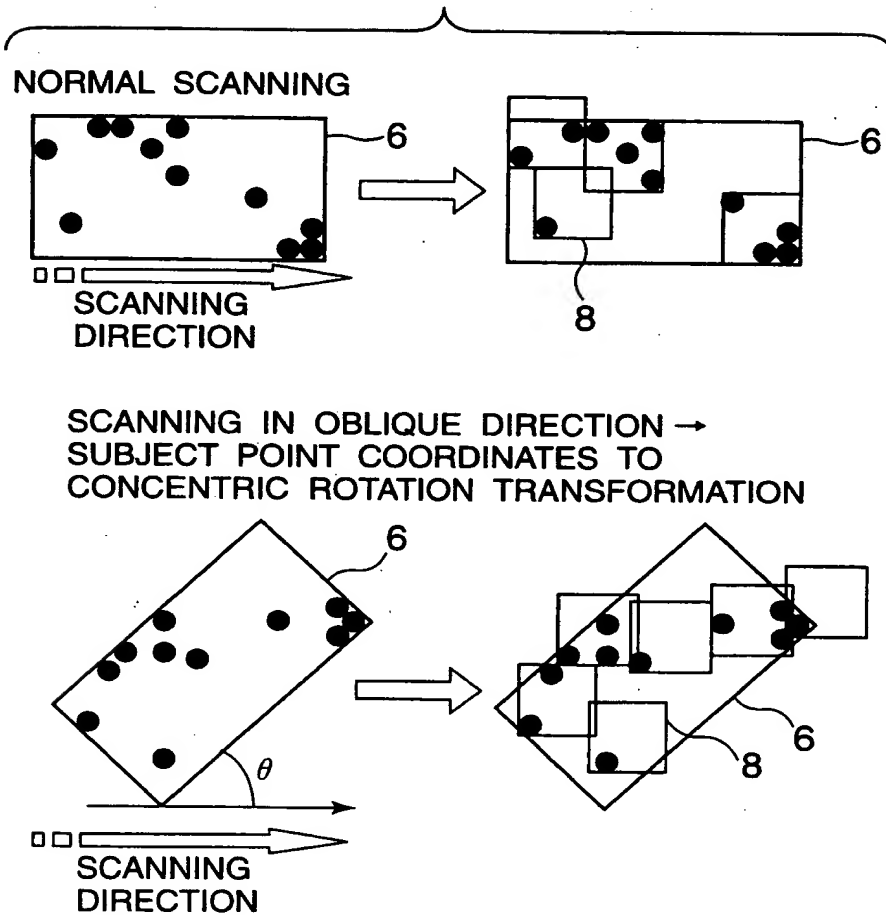 NORMAL SCANNING
6
6
8
SCANNING
DIRECTION
SCANNING IN OBLIQUE DIRECTION →
SUBJECT POINT COORDINATES TO
CONCENTRIC ROTATION TRANSFORMATION
6
θ
6
8
SCANNING
DIRECTION